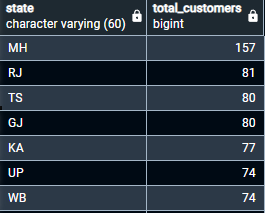 state total_customers
character varying (60) bigint
MH 157
RJ 81
TS 80
GJ 80
KA 77
UP 74
WB 74